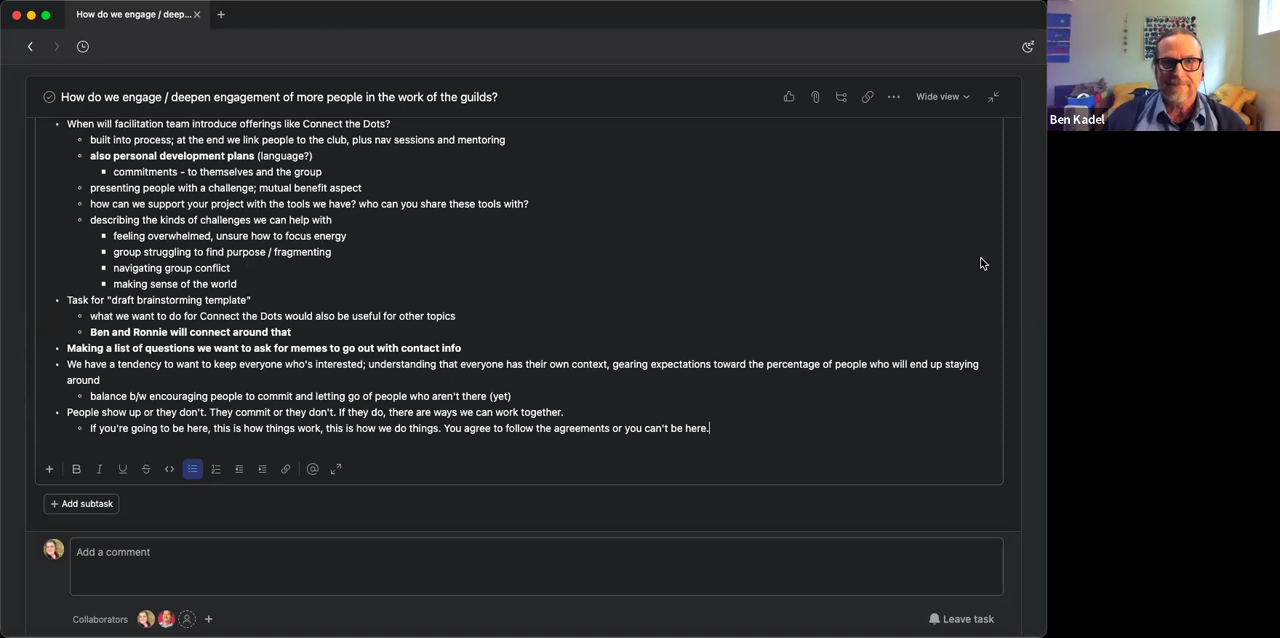 How do we engage / deep...
How do we engage / deepen engagement of more people in the work of the guilds?
Wide view
Ben Kadel
• When will facilitation team introduce offerings like Connect the Dots?
◦ built into process; at the end we link people to the club, plus nav sessions and mentoring
◦ also personal development plans (language?)
▪ commitments - to themselves and the group
◦ presenting people with a challenge; mutual benefit aspect
◦ how can we support your project with the tools we have? who can you share these tools with?
◦ describing the kinds of challenges we can help with
▪ feeling overwhelmed, unsure how to focus energy
▪ group struggling to find purpose / fragmenting
▪ navigating group conflict
▪ making sense of the world
• Task for "draft brainstorming template"
◦ what we want to do for Connect the Dots would also be useful for other topics
◦ Ben and Ronnie will connect around that
• Making a list of questions we want to ask for memes to go out with contact info
• We have a tendency to want to keep everyone who's interested; understanding that everyone has their own context, gearing expectations toward the percentage of people who will end up staying
around
◦ balance b/w encouraging people to commit and letting go of people who aren't there (yet)
• People show up or they don't. They commit or they don't. If they do, there are ways we can work together.
◦ If you're going to be here, this is how things work, this is how we do things. You agree to follow the agreements or you can't be here.
+ Add subtask
Add a comment
Collaborators
Leave task